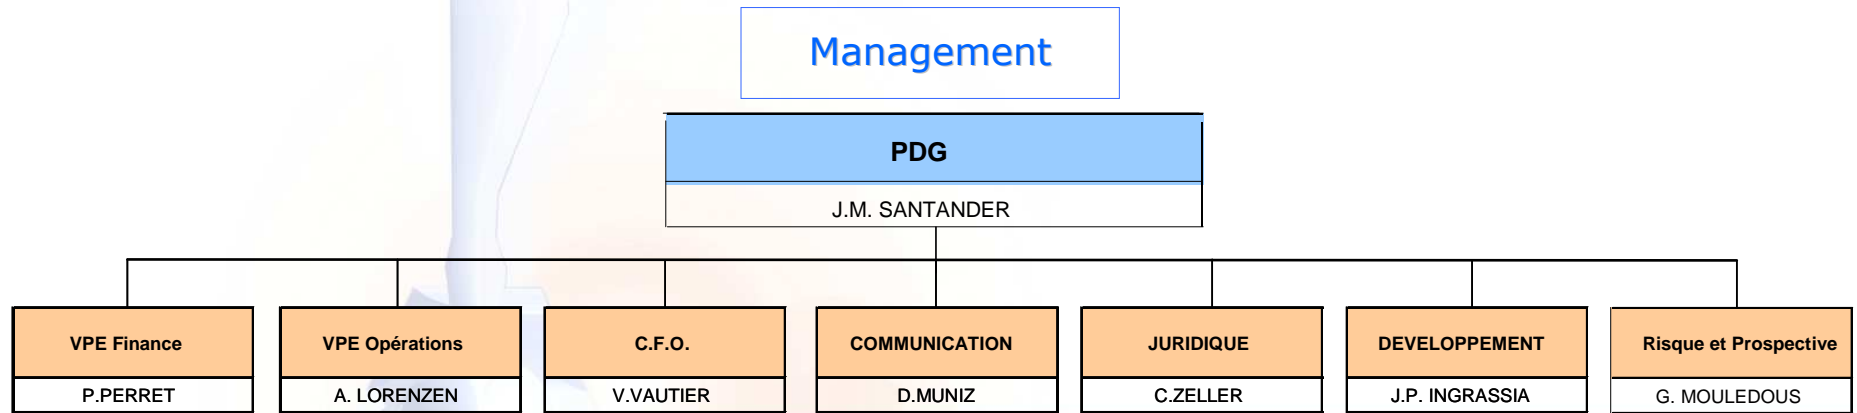 Management
PDG
J.M. SANTANDER
VPE Finance
P.PERRET
VPE Opérations
A. LORENZEN
C.F.O.
V.VAUTIER
COMMUNICATION
D.MUNIZ
JURIDIQUE
C.ZELLER
DEVELOPPEMENT
J.P. INGRASSIA
Risque et Prospective
G. MOULEDOUS